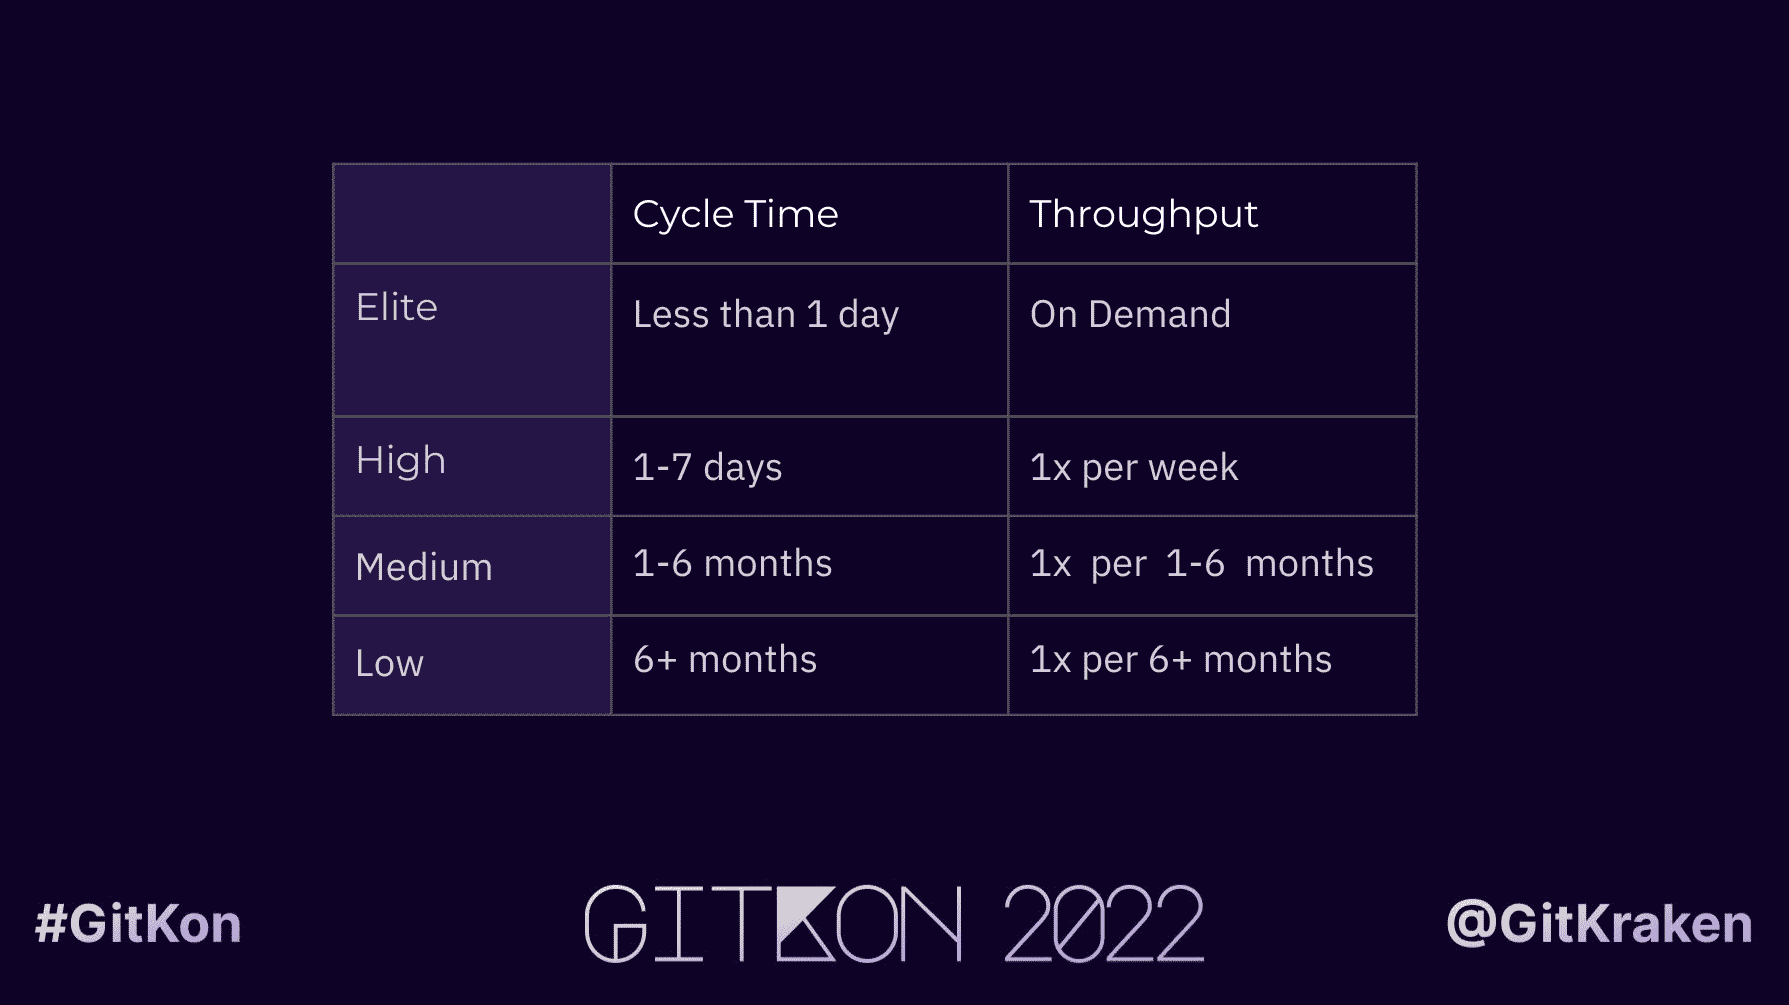 Cycle Time Throughput
Elite Less than 1 day On Demand
High 1-7 days 1x per week
Medium 1-6 months 1x per 1-6 months
Low 6+ months 1x per 6+ months
#GitKon GITKON 2022 @GitKraken